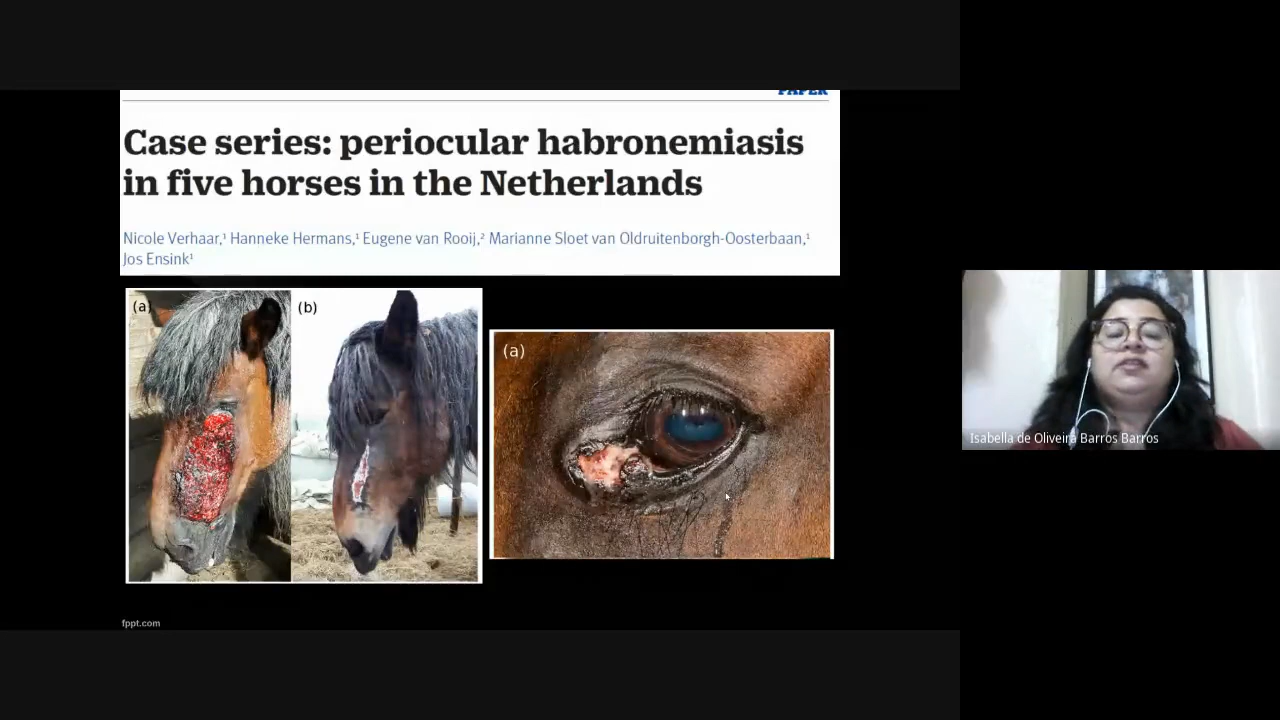 PAPER
Case series: periocular habronemiasis
in five horses in the Netherlands
Nicole Verhaar,¹ Hanneke Hermans,¹ Eugene van Rooij,² Marianne Sloet van Oldruitenborgh-Oosterbaan,¹
Jos Ensink¹
(a)
(b)
(a)
Isabella de Oliveira Barros Barros
fppt.com